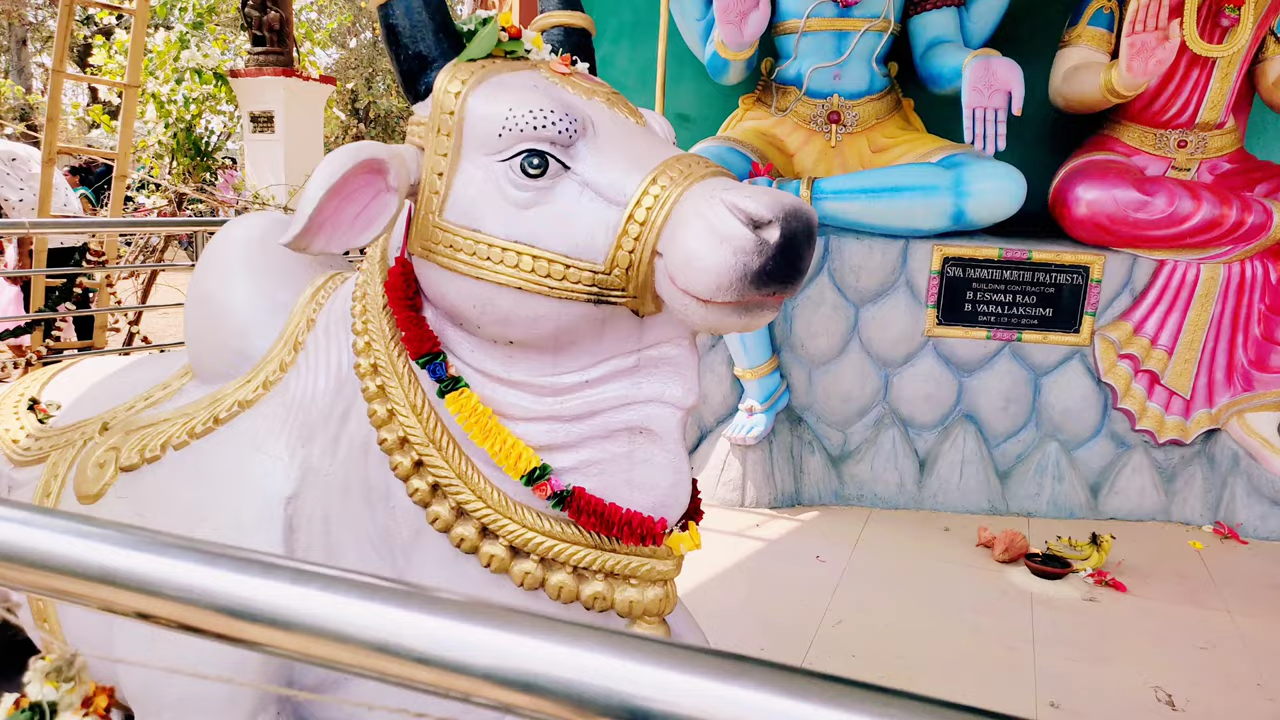 SIVA PARVATHI MURTHI PRATHISTA
BUILDING CONTRACTOR
B.ESWAR RAO
B.VARA LAKSHMI
DATE:13-10-2014